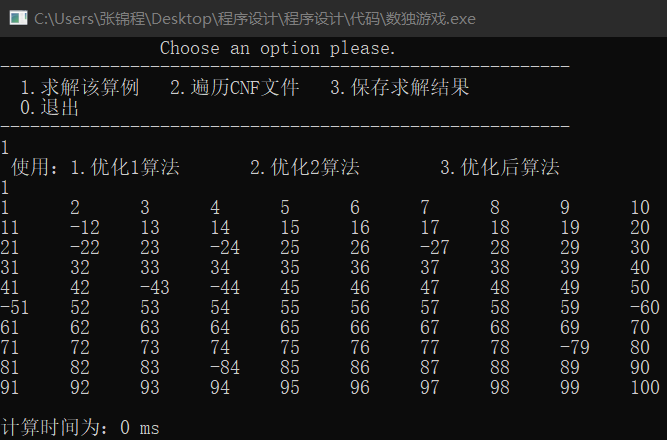 C:\Users\张锦程\Desktop\程序设计\程序设计\代码\数独游戏.exe
Choose an option please.
---------------------------------------------------------
1.求解该算例 2.遍历CNF文件 3.保存求解结果
0.退出
---------------------------------------------------------
1
使用：1.优化1算法 2.优化2算法 3.优化后算法
1
1 2 3 4 5 6 7 8 9 10
11 -12 13 14 15 16 17 18 19 20
21 -22 23 -24 25 26 -27 28 29 30
31 32 33 34 35 36 37 38 39 40
41 42 -43 -44 45 46 47 48 49 50
-51 52 53 54 55 56 57 58 59 -60
61 62 63 64 65 66 67 68 69 70
71 72 73 74 75 76 77 78 -79 80
81 82 83 -84 85 86 87 88 89 90
91 92 93 94 95 96 97 98 99 100
计算时间为：0 ms